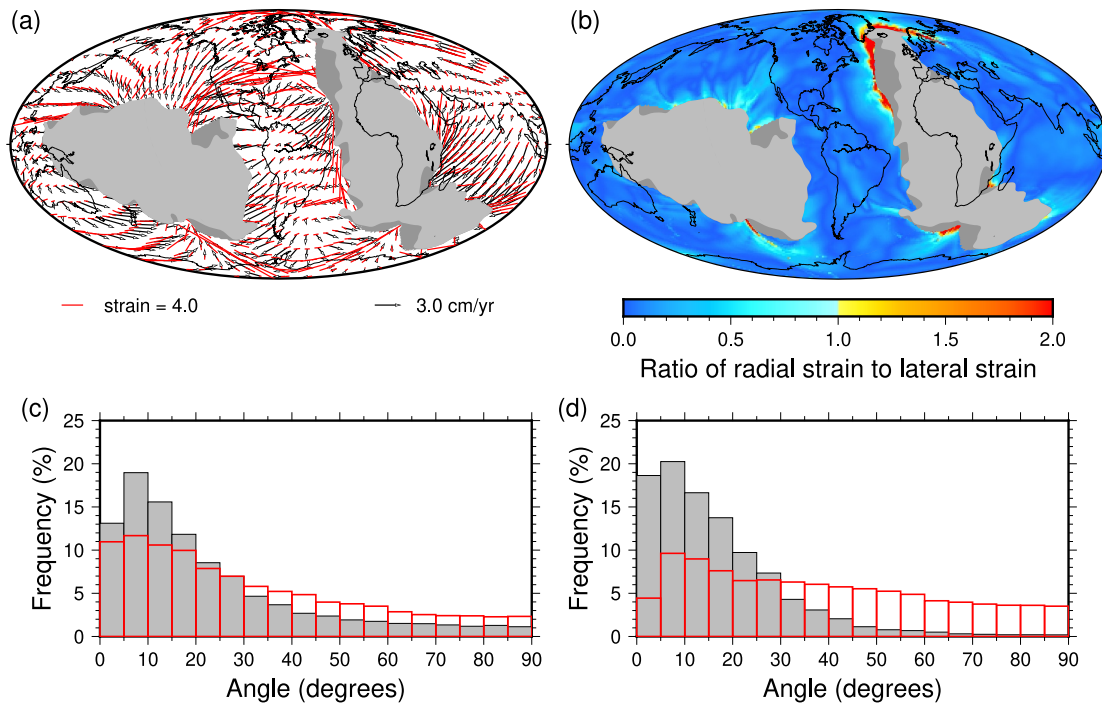 (a)
(b)
strain = 4.0
3.0 cm/yr
0.0 0.5 1.0 1.5 2.0
Ratio of radial strain to lateral strain
(c)
(d)
25
20
15
10
5
0
Frequency (%)
0 10 20 30 40 50 60 70 80 90
Angle (degrees)
25
20
15
10
5
0
Frequency (%)
0 10 20 30 40 50 60 70 80 90
Angle (degrees)